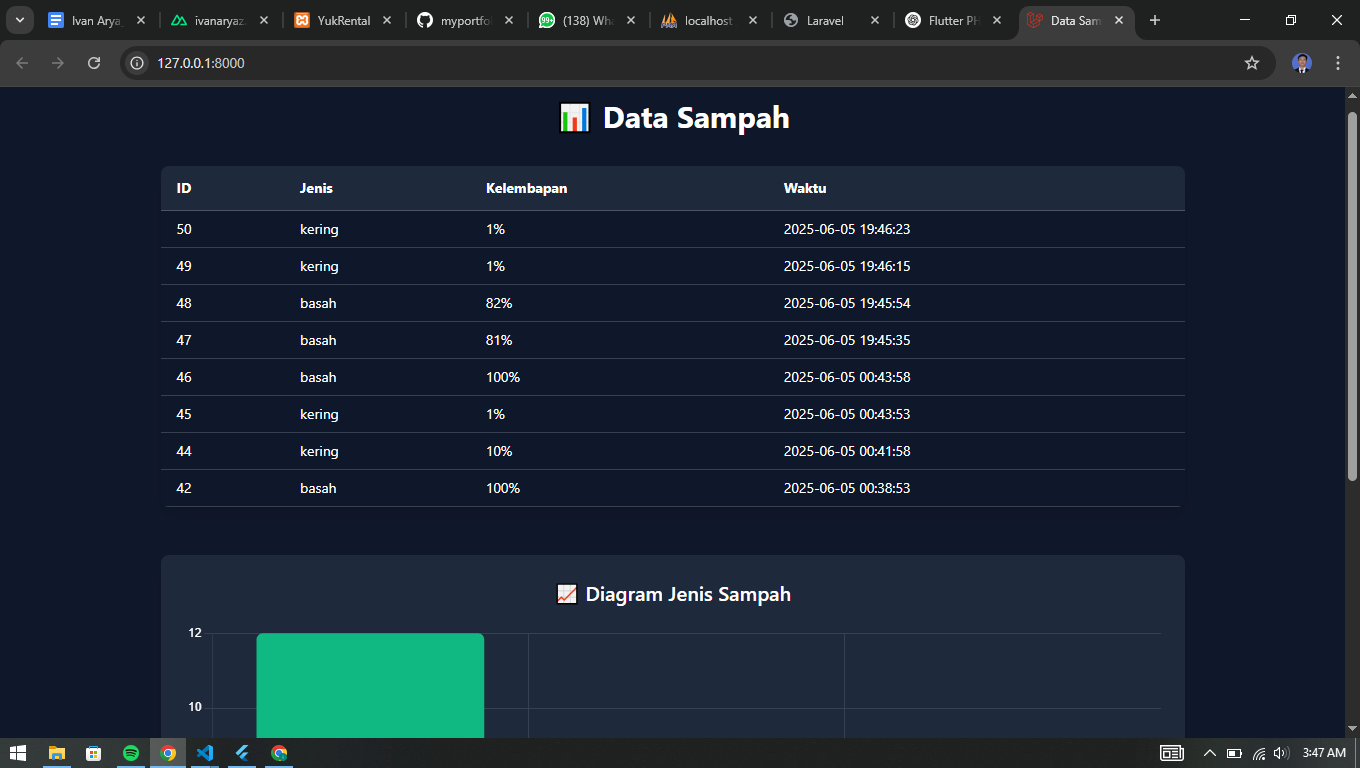 Ivan Arya_
ivanaryaz.
YukRental
myportfol
(138) Wha
localhost
Laravel
Flutter PH
Data Sam
127.0.0.1:8000
Data Sampah
ID Jenis Kelembapan Waktu
50 kering 1% 2025-06-05 19:46:23
49 kering 1% 2025-06-05 19:46:15
48 basah 82% 2025-06-05 19:45:54
47 basah 81% 2025-06-05 19:45:35
46 basah 100% 2025-06-05 00:43:58
45 kering 1% 2025-06-05 00:43:53
44 kering 10% 2025-06-05 00:41:58
42 basah 100% 2025-06-05 00:38:53
Diagram Jenis Sampah
12
10
3:47 AM